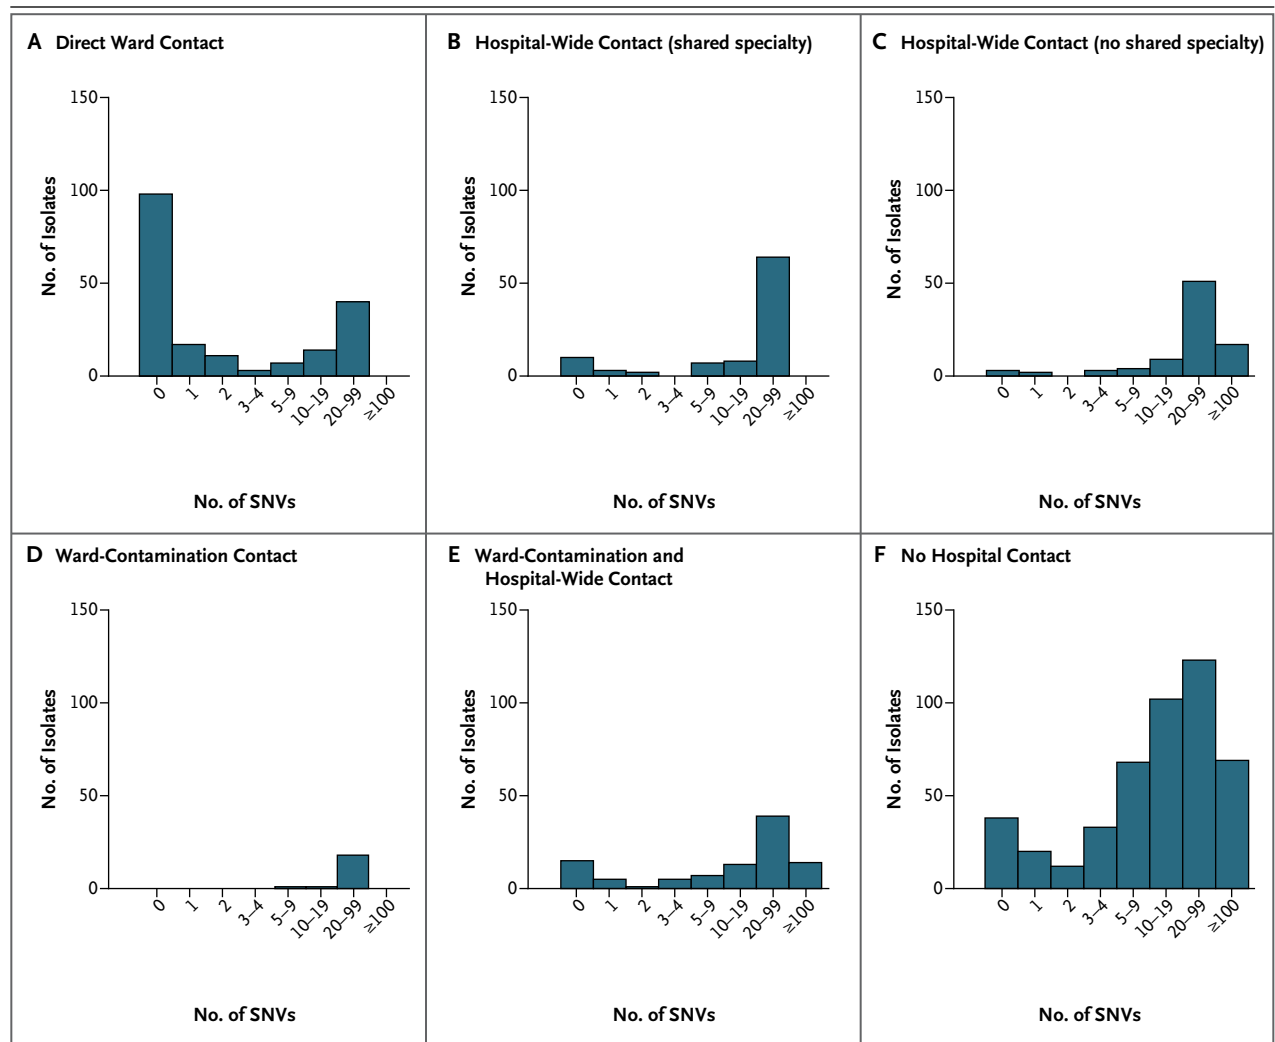 A Direct Ward Contact
150
100
50
0
No. of Isolates
0 1 2 3–4 5–9 10–19 20–99 ≥100
No. of SNVs
B Hospital-Wide Contact (shared specialty)
150
100
50
0
No. of Isolates
0 1 2 3–4 5–9 10–19 20–99 ≥100
No. of SNVs
C Hospital-Wide Contact (no shared specialty)
150
100
50
0
No. of Isolates
0 1 2 3–4 5–9 10–19 20–99 ≥100
No. of SNVs
D Ward-Contamination Contact
150
100
50
0
No. of Isolates
0 1 2 3–4 5–9 10–19 20–99 ≥100
No. of SNVs
E Ward-Contamination and
Hospital-Wide Contact
150
100
50
0
No. of Isolates
0 1 2 3–4 5–9 10–19 20–99 ≥100
No. of SNVs
F No Hospital Contact
150
100
50
0
No. of Isolates
0 1 2 3–4 5–9 10–19 20–99 ≥100
No. of SNVs